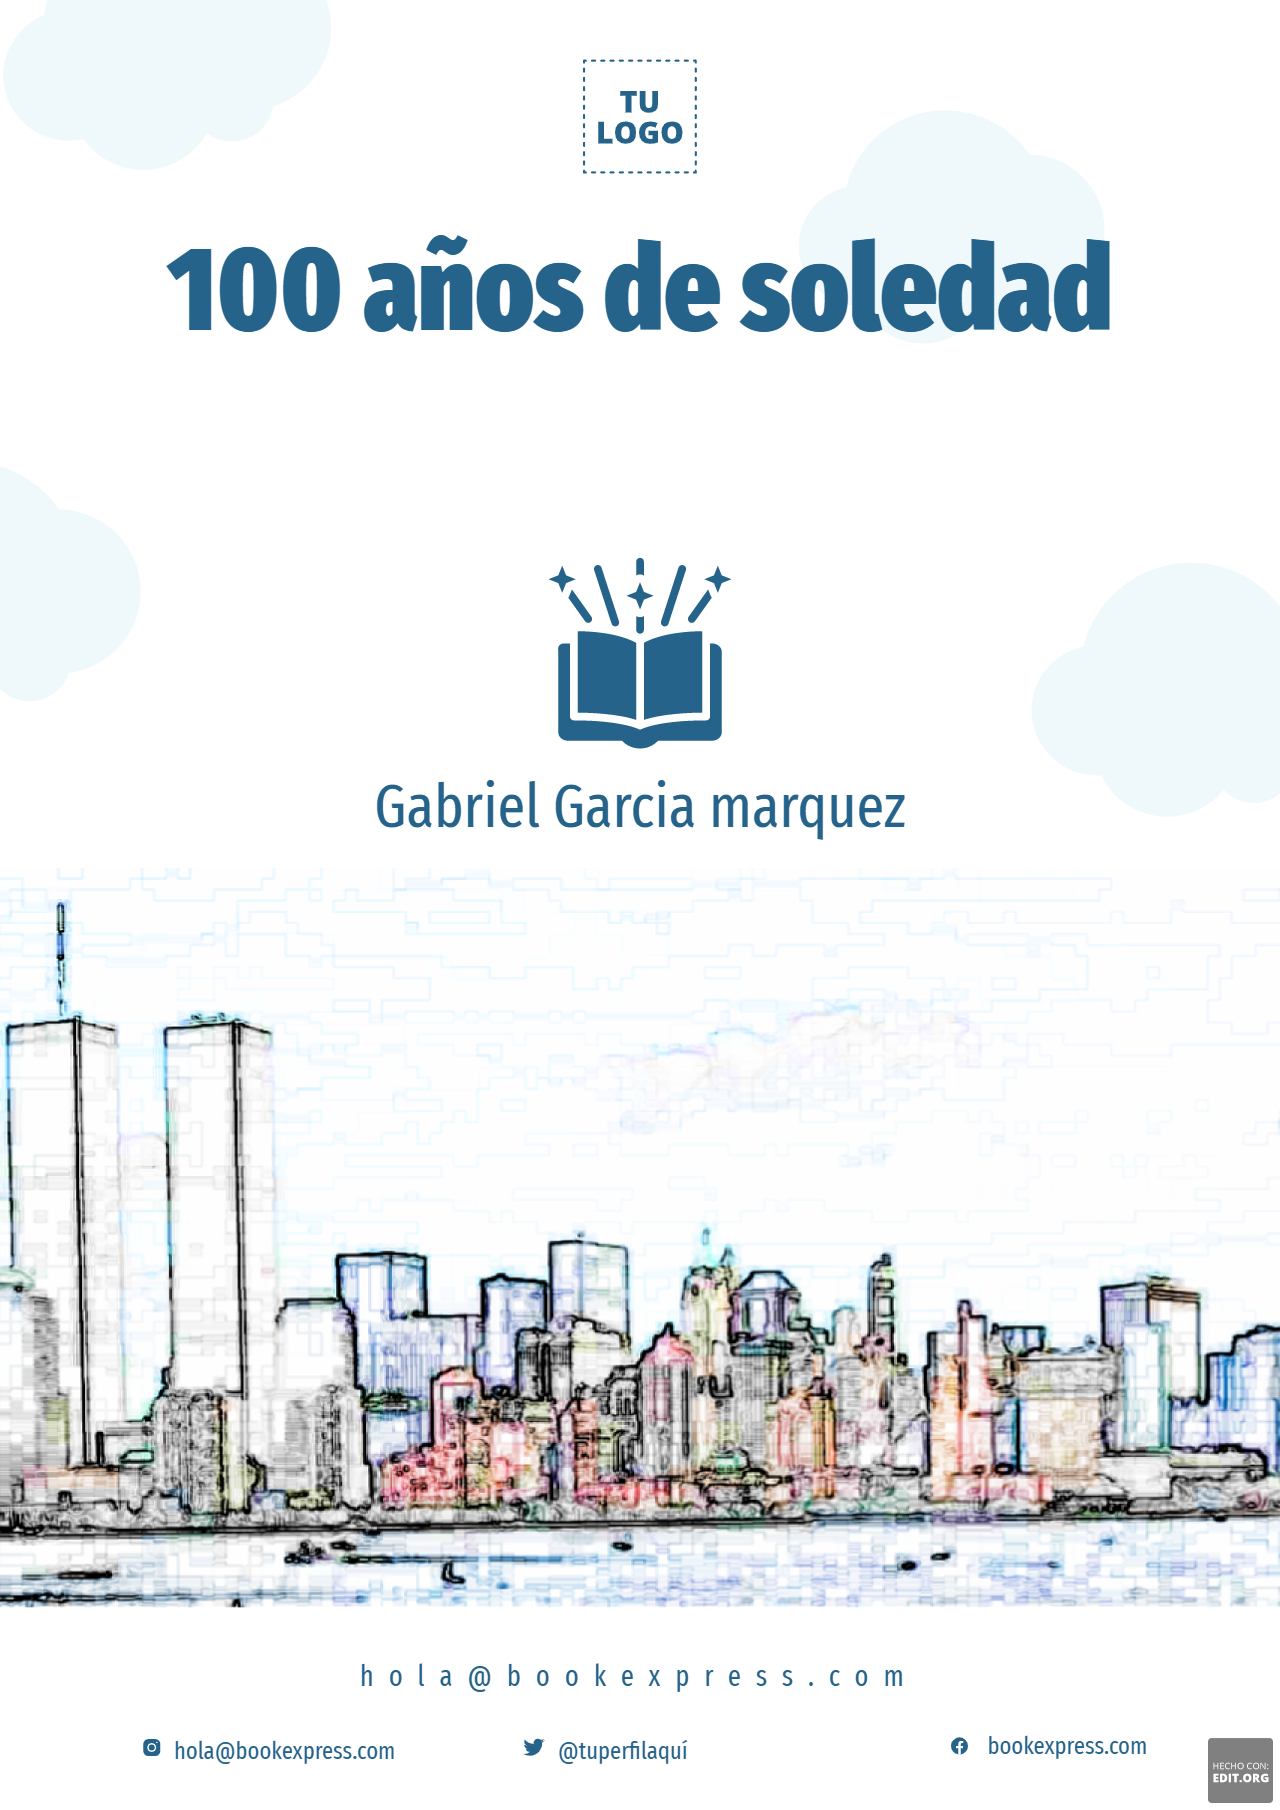 TU
LOGO
100 años de soledad
Gabriel Garcia marquez
hola@bookexpress.com
hola@bookexpress.com
@tuperfilaquí
bookexpress.com
HECHO CON:
EDIT.ORG